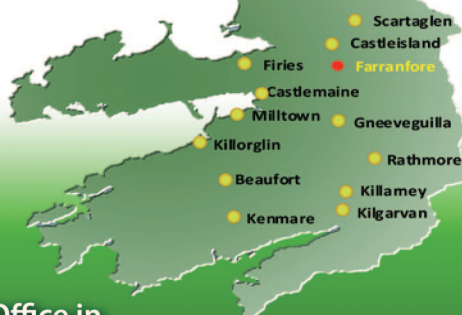 Scartaglen
Castleisland
Firies
Farranfore
Castlemaine
Milltown
Gneeveguilla
Killorglin
Rathmore
Beaufort
Killarney
Kenmare
Kilgarvan
Office in